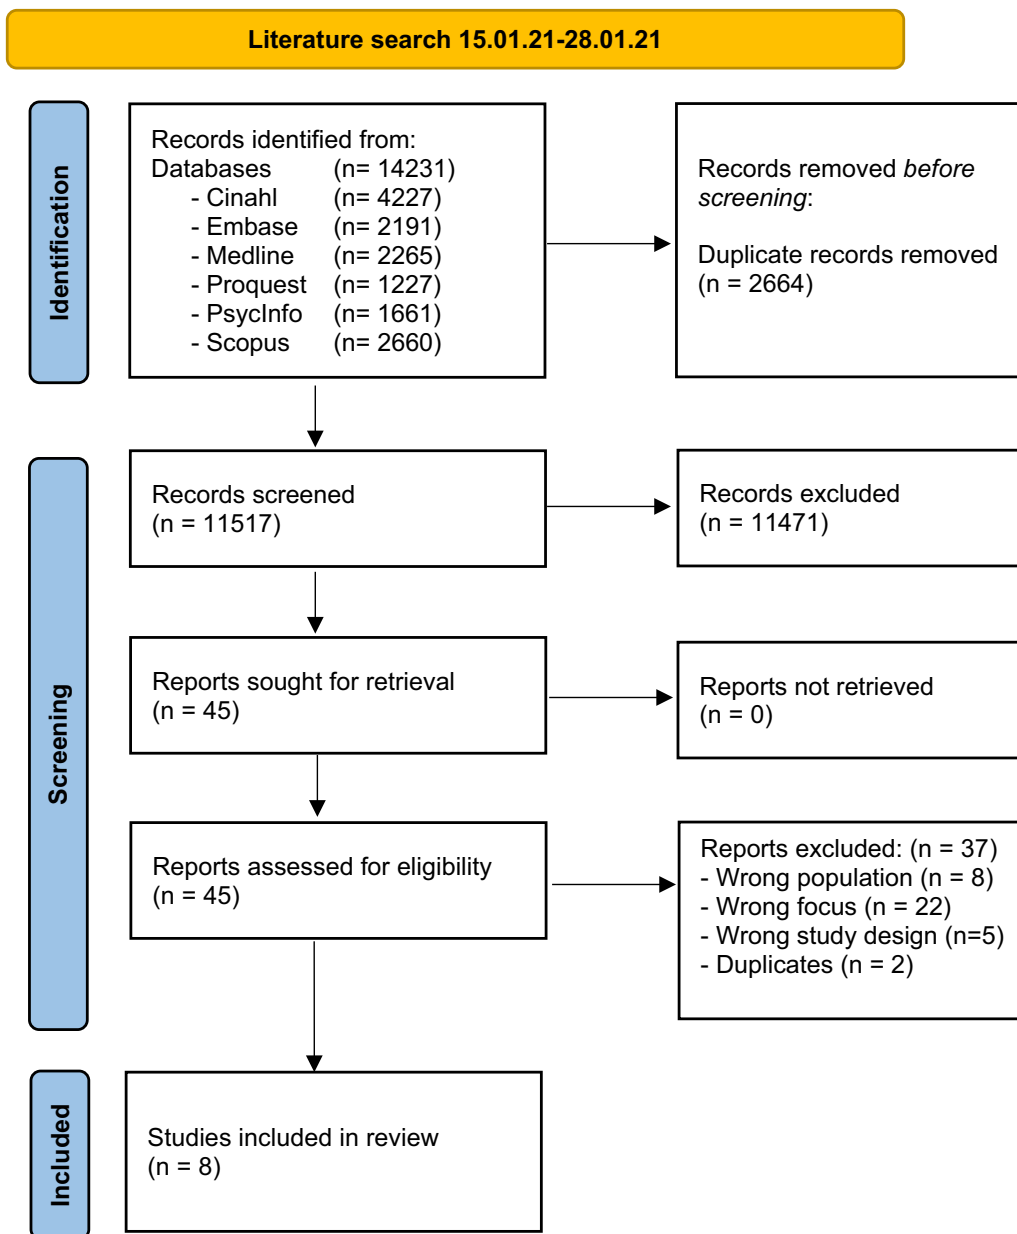 Literature search 15.01.21-28.01.21
Identification
Records identified from:
Databases (n= 14231)
- Cinahl (n= 4227)
- Embase (n= 2191)
- Medline (n= 2265)
- Proquest (n= 1227)
- PsycInfo (n= 1661)
- Scopus (n= 2660)
Records removed before
screening:
Duplicate records removed
(n = 2664)
Screening
Records screened
(n = 11517)
Records excluded
(n = 11471)
Reports sought for retrieval
(n = 45)
Reports not retrieved
(n = 0)
Reports assessed for eligibility
(n = 45)
Reports excluded: (n = 37)
- Wrong population (n = 8)
- Wrong focus (n = 22)
- Wrong study design (n=5)
- Duplicates (n = 2)
Included
Studies included in review
(n = 8)